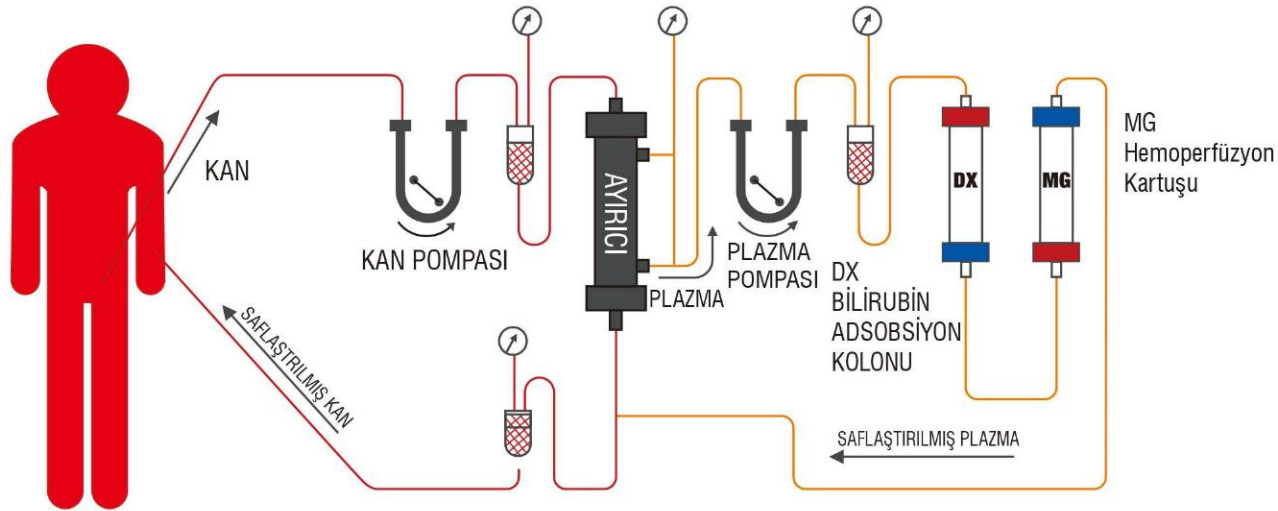 KAN
KAN POMPASI
AYIRICI
PLAZMA
PLAZMA
POMPASI
DX
BİLİRUBİN
ADSOBSİYON
KOLONU
DX
MG
MG
Hemoperfüzyon
Kartuşu
SAFLAŞTRILMIŞ KAN
SAFLAŞTIRILMIŞ PLAZMA